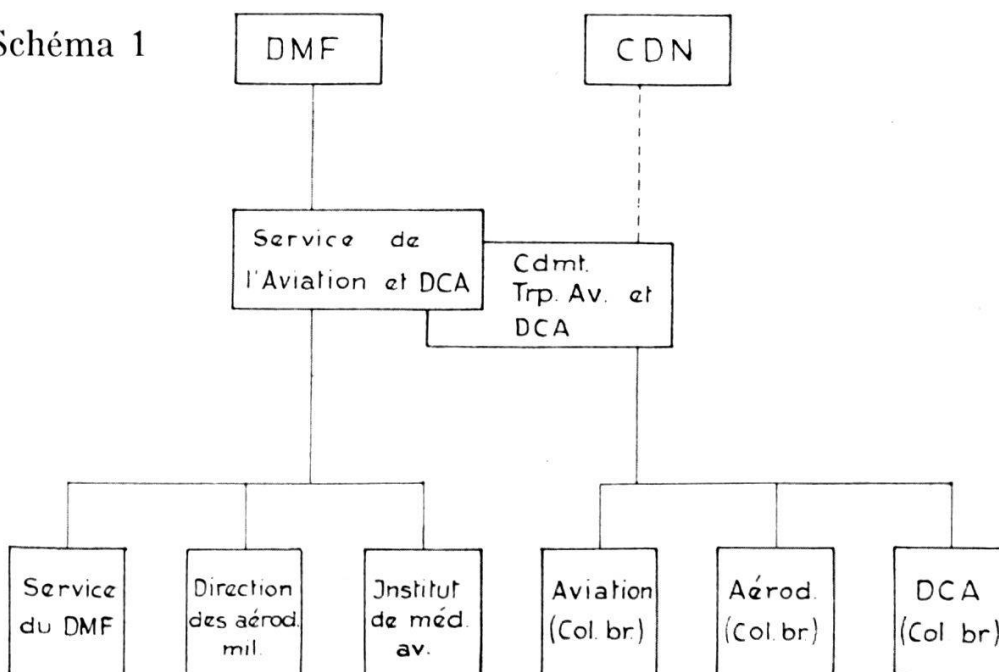 Schéma 1
DMF
CDN
Service de
l'Aviation et DCA
Cdmt.
Trp. Av. et
DCA
Service
du DMF
Direction
des aérod.
mil.
Institut
de méd.
av.
Aviation
(Col. br.)
Aérod.
(Col. br.)
DCA
(Col br)